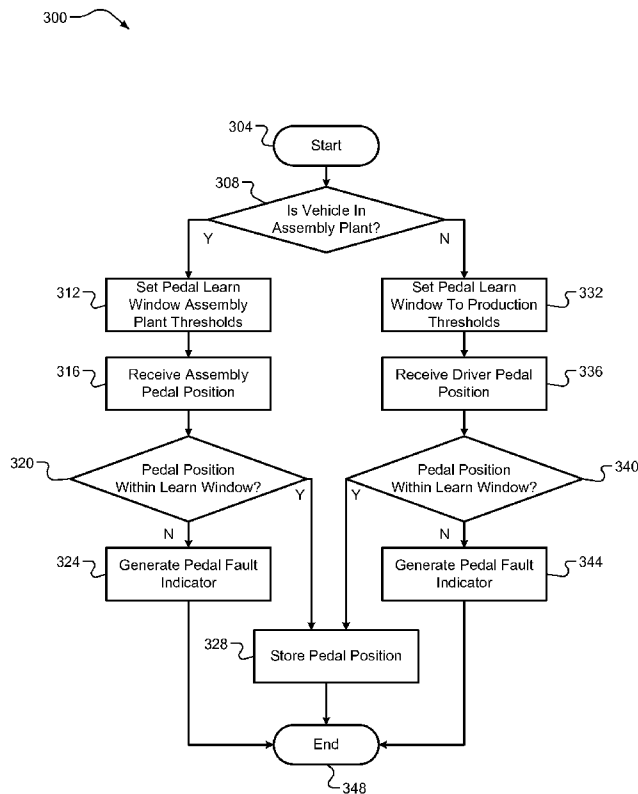 300
304
Start
308
Is Vehicle In
Assembly Plant?
Y
N
312
Set Pedal Learn
Window Assembly
Plant Thresholds
Set Pedal Learn
Window To Production
Thresholds
332
316
Receive Assembly
Pedal Position
Receive Driver Pedal
Position
336
320
Pedal Position
Within Learn Window?
Y
N
Pedal Position
Within Learn Window?
340
Y
N
324
Generate Pedal Fault
Indicator
Generate Pedal Fault
Indicator
344
328
Store Pedal Position
End
348